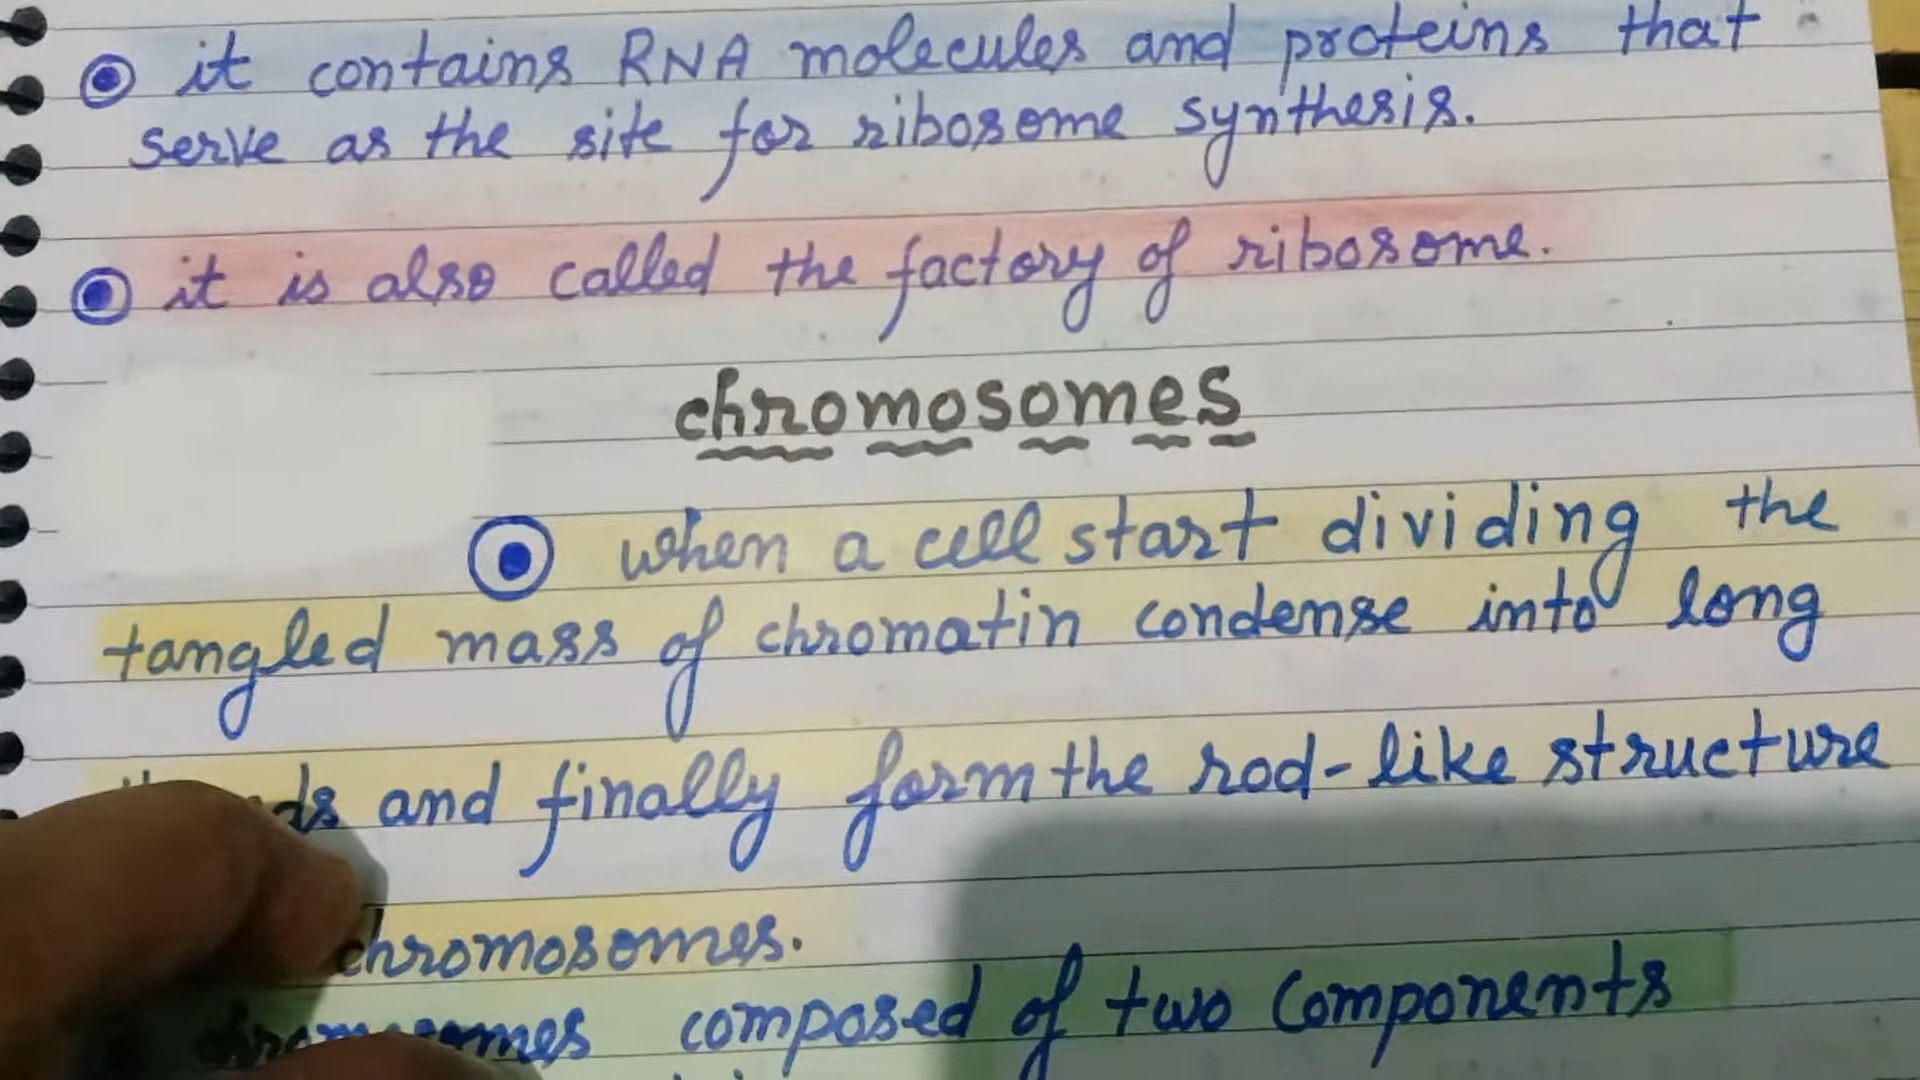 it contains RNA molecules and proteins that
serve as the site for ribosome synthesis.
it is also called the factory of ribosome.
chromosomes
when a cell start dividing the
tangled mass of chromatin condense into long
and finally form the rod-like structure
chromosomes.
composed of two components